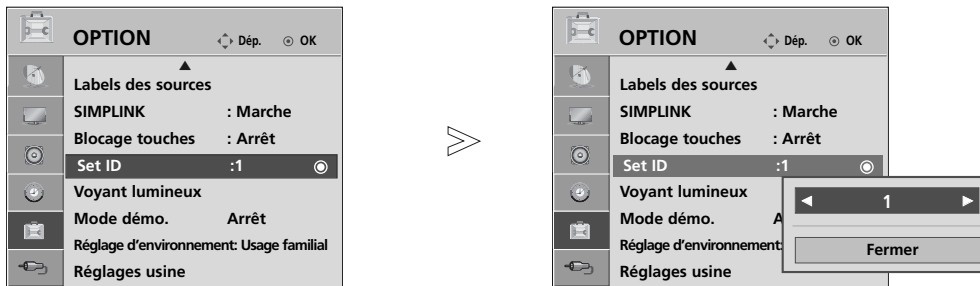 OPTION Dép. OK
Labels des sources
SIMPLINK : Marche
Blocage touches : Arrêt
Set ID :1
Voyant lumineux
Mode démo. Arrêt
Réglage d'environnement: Usage familial
Réglages usine
OPTION Dép. OK
Labels des sources
SIMPLINK : Marche
Blocage touches : Arrêt
Set ID :1
Voyant lumineux
Mode démo. A
Réglage d'environnement:
Réglages usine
1
Fermer